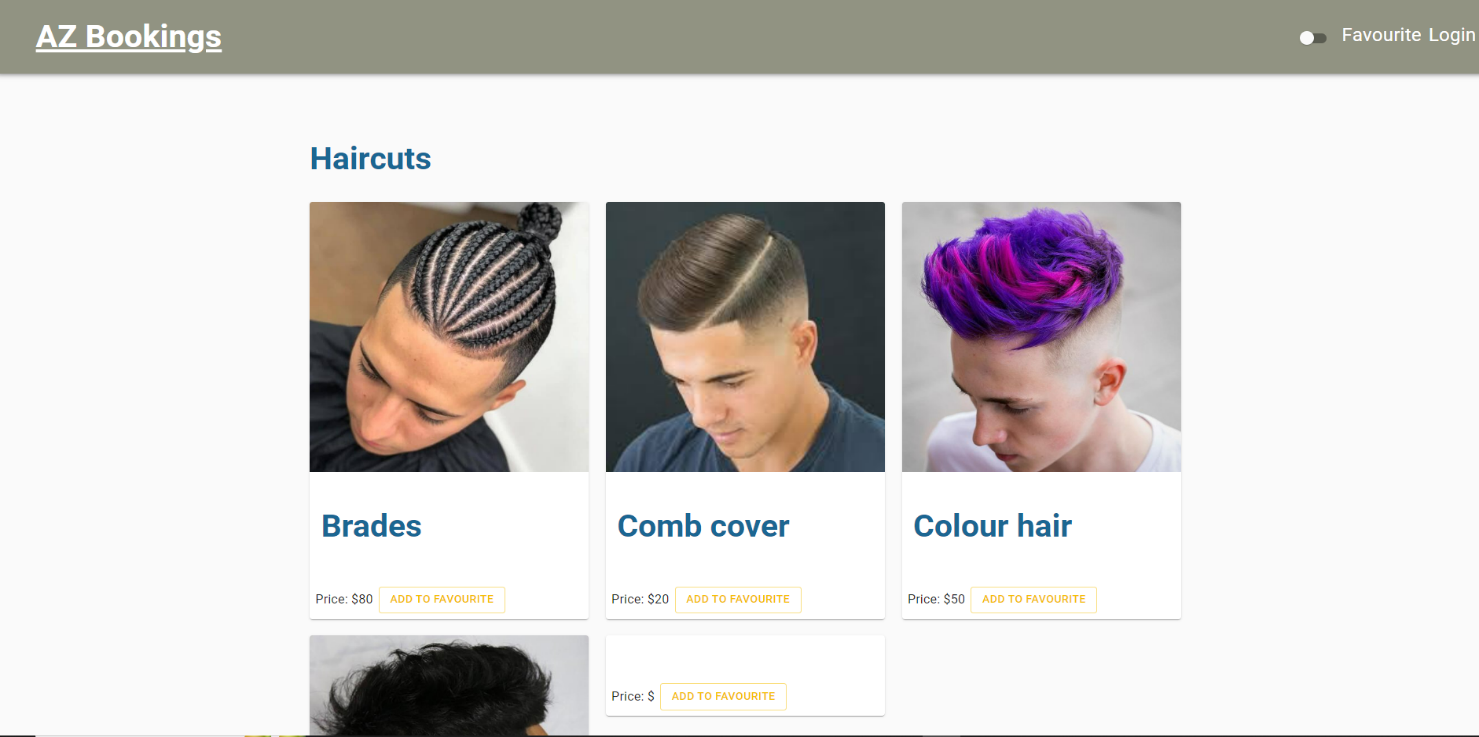 AZ Bookings
Favourite Login
Haircuts
Brades
Comb cover
Colour hair
Price: $80 ADD TO FAVOURITE
Price: $20 ADD TO FAVOURITE
Price: $50 ADD TO FAVOURITE
Price: $ ADD TO FAVOURITE